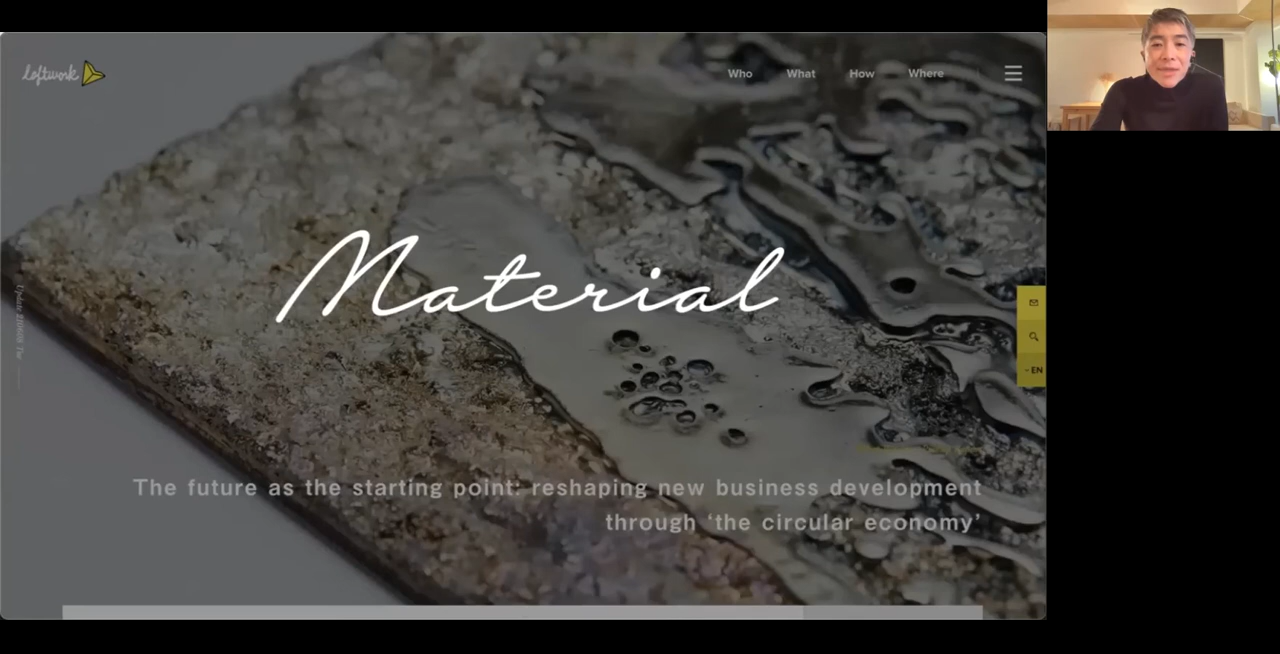 loftwork
Who What How Where
Material
EN
The future as the starting point: reshaping new business development
through ‘the circular economy’